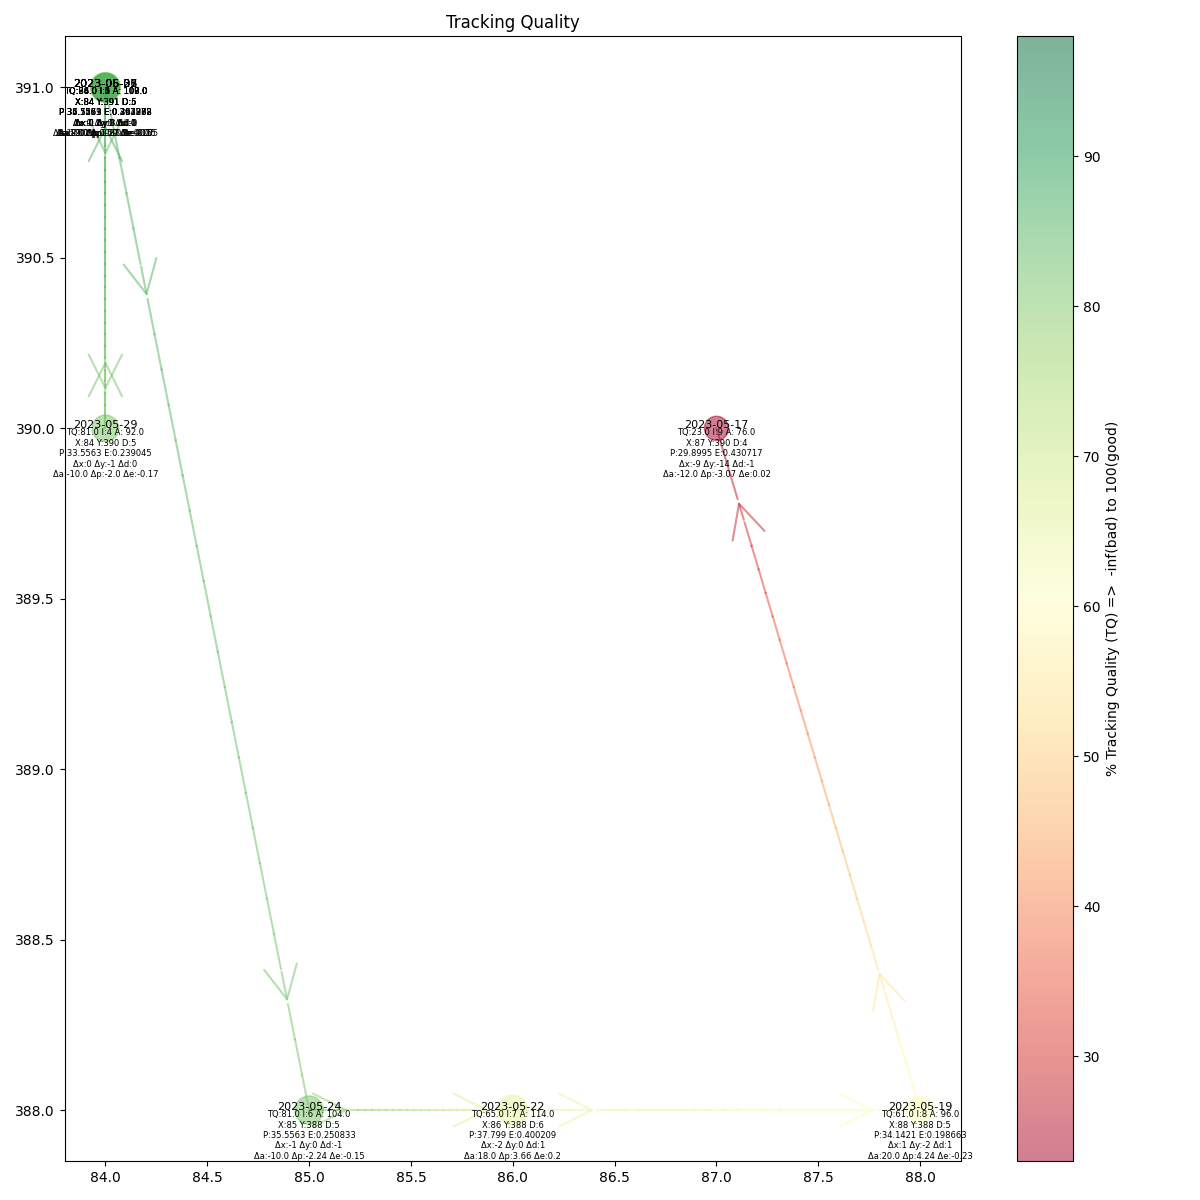 Tracking Quality
391.0
390.5
390.0
389.5
389.0
388.5
388.0
84.0
84.5
85.0
85.5
86.0
86.5
87.0
87.5
88.0
X:84 Y:391 D:5
2023-05-29
TQ:81.0 I:4 A: 92.0
X:84 Y:390 D:5
P:33.5563 E:0.239045
Δx:0 Δy:-1 Δd:0
Δa:-10.0 Δp:-2.0 Δe:-0.17
2023-05-17
TQ:23.0 I:9 A: 76.0
X:87 Y:390 D:4
P:29.8995 E:0.430717
Δx:-9 Δy:-14 Δd:-1
Δa:-12.0 Δp:-3.07 Δe:0.02
2023-05-24
TQ:81.0 I:6 A: 104.0
X:85 Y:388 D:5
P:35.5563 E:0.250833
Δx:-1 Δy:0 Δd:-1
Δa:-10.0 Δp:-2.24 Δe:-0.15
2023-05-22
TQ:65.0 I:7 A: 114.0
X:86 Y:388 D:6
P:37.799 E:0.400209
Δx:-2 Δy:0 Δd:1
Δa:18.0 Δp:3.66 Δe:0.2
2023-05-19
TQ:61.0 I:8 A: 96.0
X:88 Y:388 D:5
P:34.1421 E:0.198663
Δx:1 Δy:-2 Δd:1
Δa:20.0 Δp:4.24 Δe:-0.23
90
80
70
60
50
40
30
% Tracking Quality (TQ) => -inf(bad) to 100(good)